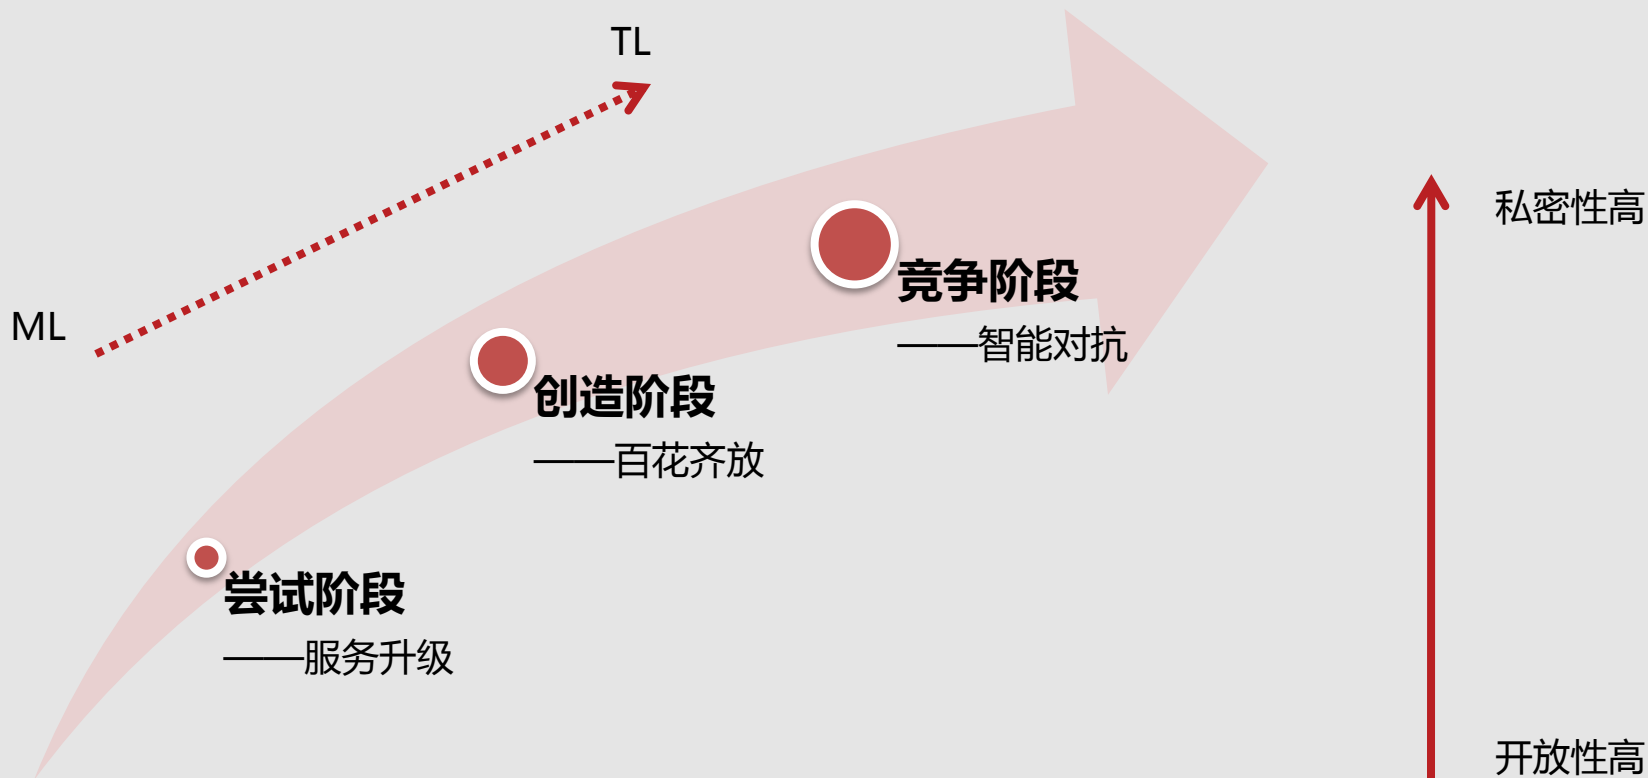 TL
ML
私密性高
竞争阶段
——智能对抗
创造阶段
——百花齐放
尝试阶段
——服务升级
开放性高